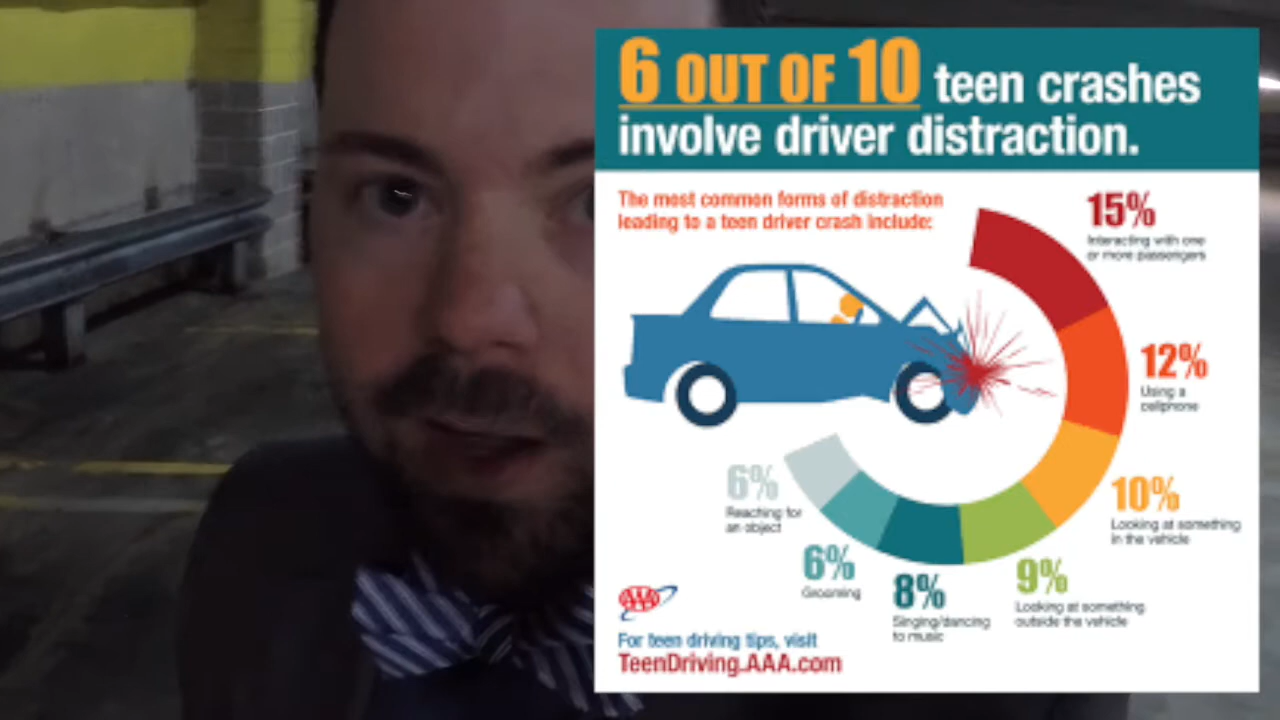 6 OUT OF 10 teen crashes
involve driver distraction.
The most common forms of distraction
leading to a teen driver crash include:
15%
Interacting with one
or more passengers
12%
Using a
cellphone
10%
Looking at something
in the vehicle
9%
Looking at something
outside the vehicle
8%
Singing/dancing
to music
6%
Grooming
6%
Reaching for
an object
AAA
For teen driving tips, visit
TeenDriving.AAA.com